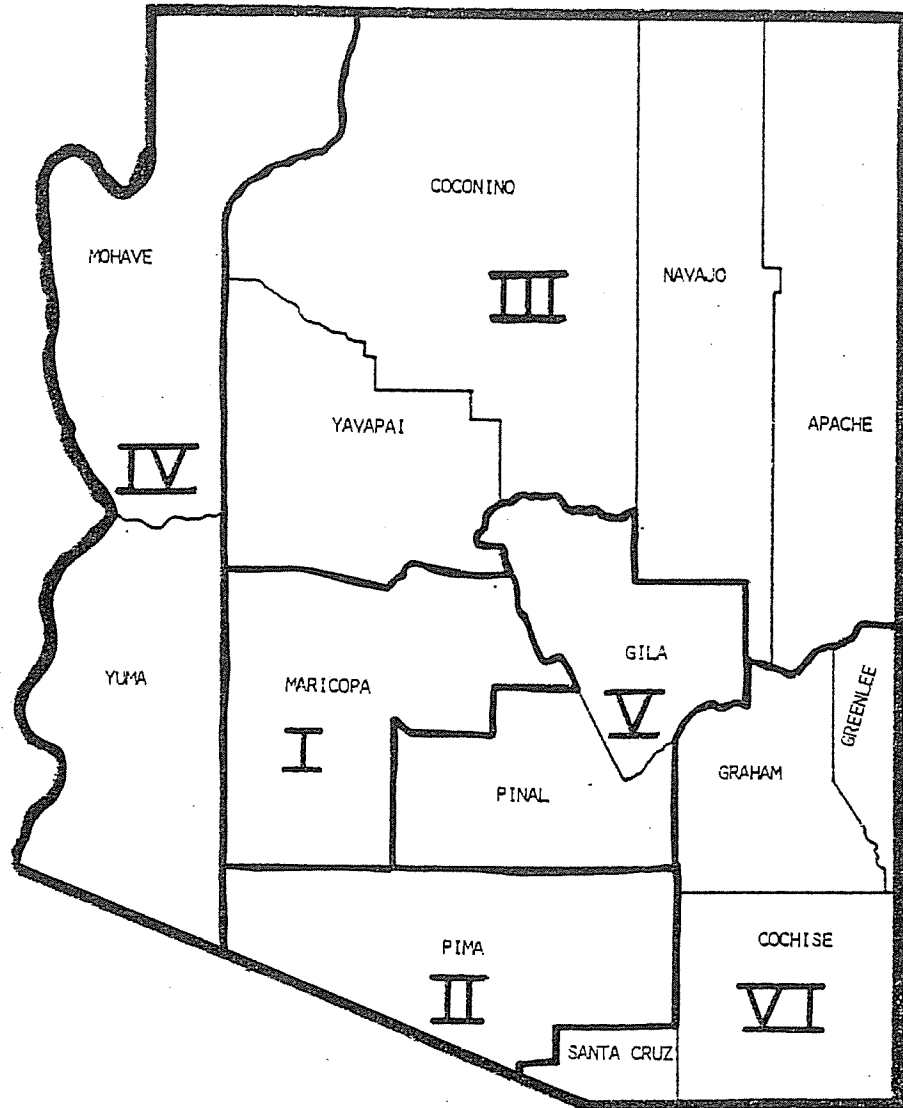 COCONINO
MOHAVE
NAVAJO
III
YAVAPAI
APACHE
IV
GILA
YUMA
MARICOPA
GREENLEE
V
I
GRAHAM
PINAL
PIMA
COCHISE
II
VI
SANTA CRUZ